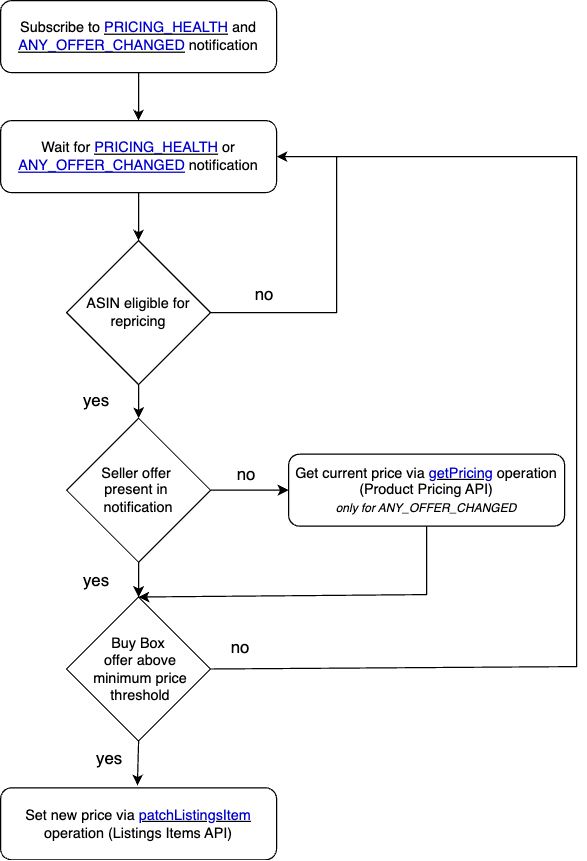 Subscribe to PRICING_HEALTH and
ANY_OFFER_CHANGED notification
Wait for PRICING_HEALTH or
ANY_OFFER_CHANGED notification
ASIN eligible for
repricing
no
yes
Seller offer
present in
notification
no
Get current price via getPricing operation
(Product Pricing API)
only for ANY_OFFER_CHANGED
yes
Buy Box
offer above
minimum price
threshold
no
yes
Set new price via patchListingsItem
operation (Listings Items API)